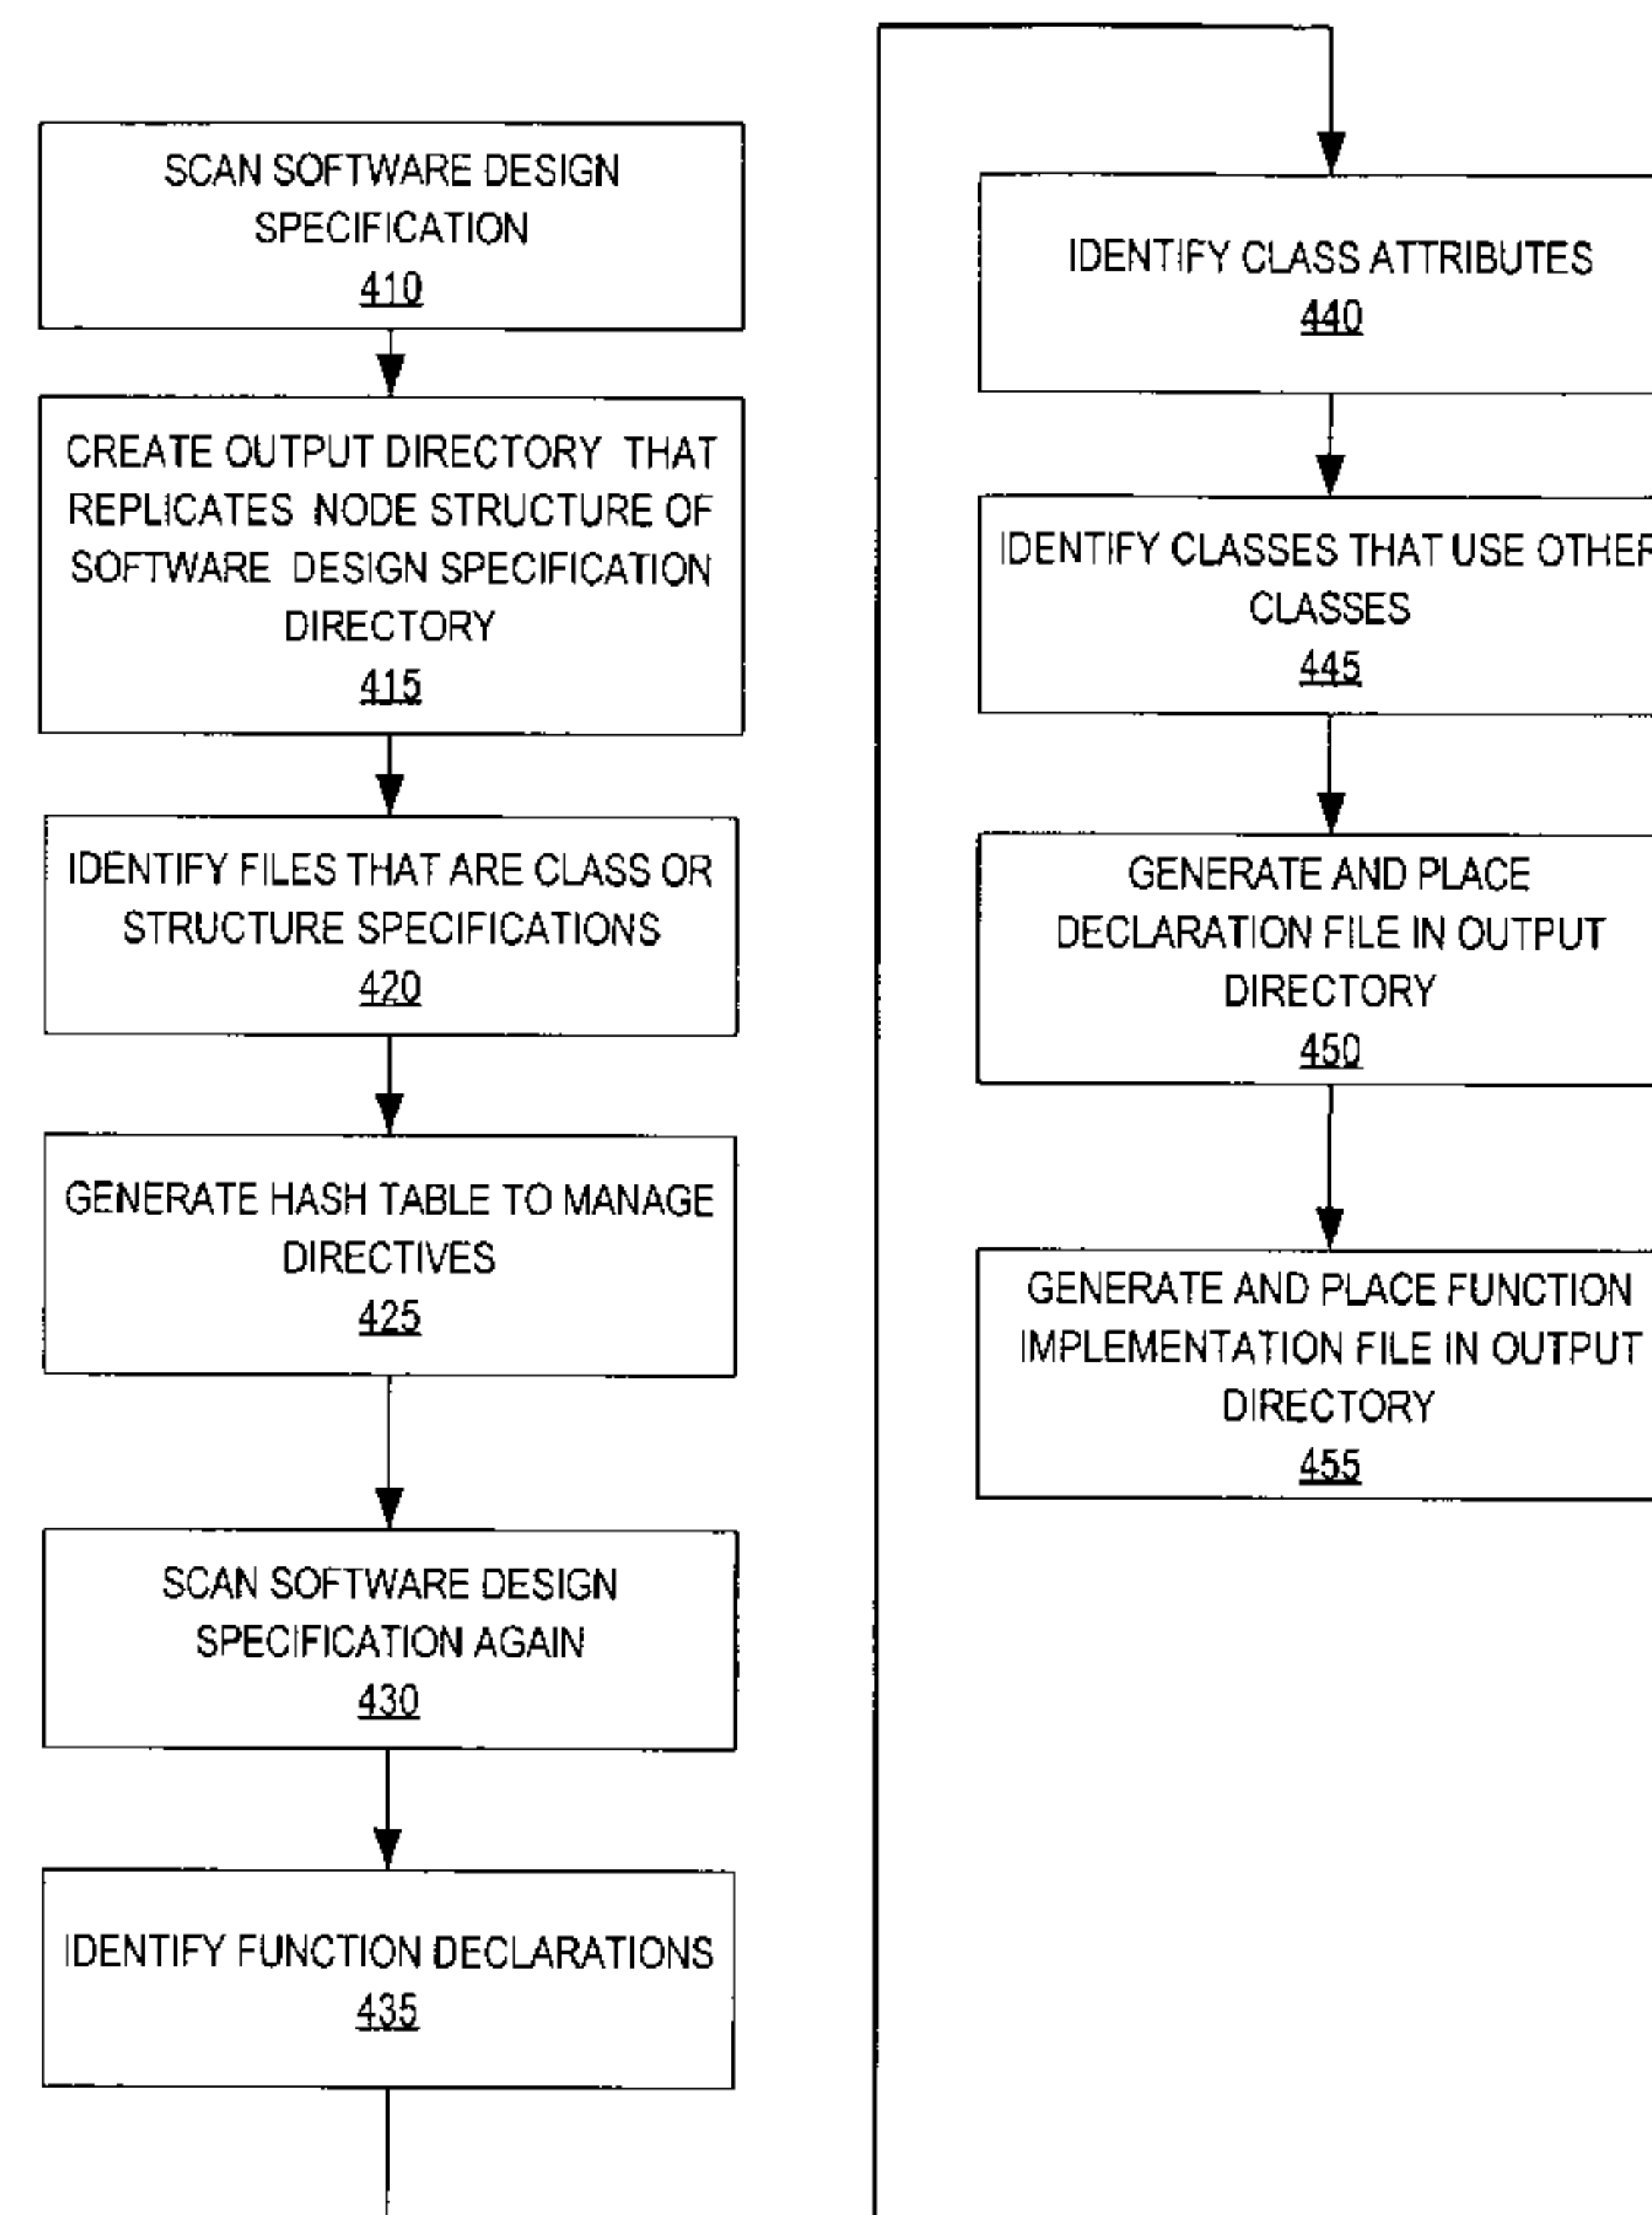 SCAN SOFTWARE DESIGN
SPECIFICATION
410
CREATE OUTPUT DIRECTORY THAT
REPLICATES NODE STRUCTURE OF
SOFTWARE DESIGN SPECIFICATION
DIRECTORY
415
IDENTIFY FILES THAT ARE CLASS OR
STRUCTURE SPECIFICATIONS
420
GENERATE HASH TABLE TO MANAGE
DIRECTIVES
425
SCAN SOFTWARE DESIGN
SPECIFICATION AGAIN
430
IDENTIFY FUNCTION DECLARATIONS
435
IDENTIFY CLASS ATTRIBUTES
440
IDENTIFY CLASSES THAT USE OTHER
CLASSES
445
GENERATE AND PLACE
DECLARATION FILE IN OUTPUT
DIRECTORY
450
GENERATE AND PLACE FUNCTION
IMPLEMENTATION FILE IN OUTPUT
DIRECTORY
455